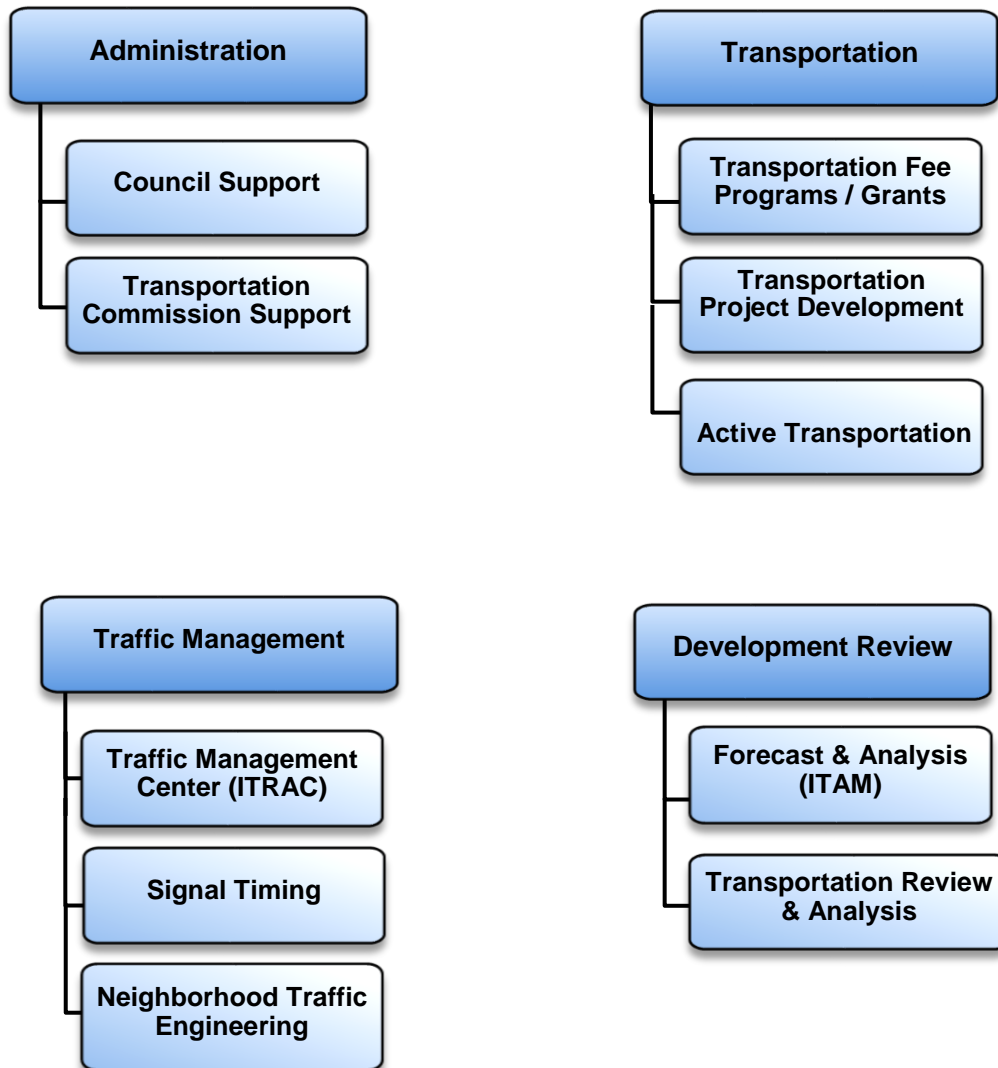 Administration
Council Support
Transportation
Commission Support
Transportation
Transportation Fee
Programs / Grants
Transportation
Project Development
Active Transportation
Traffic Management
Traffic Management
Center (ITRAC)
Signal Timing
Neighborhood Traffic
Engineering
Development Review
Forecast & Analysis
(ITAM)
Transportation Review
& Analysis